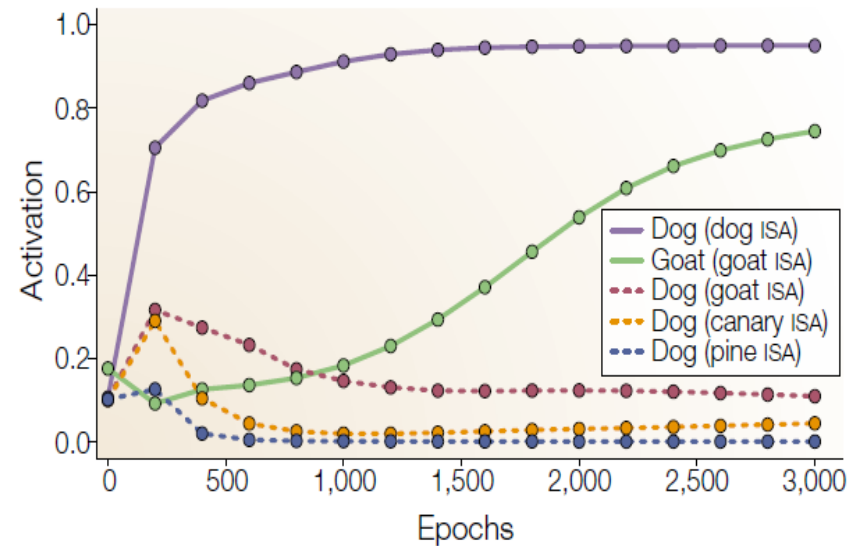 1.0
0.8
0.6
0.4
0.2
0.0
Activation
Dog (dog ISA)
Goat (goat ISA)
Dog (goat ISA)
Dog (canary ISA)
Dog (pine ISA)
0 500 1,000 1,500 2,000 2,500 3,000
Epochs